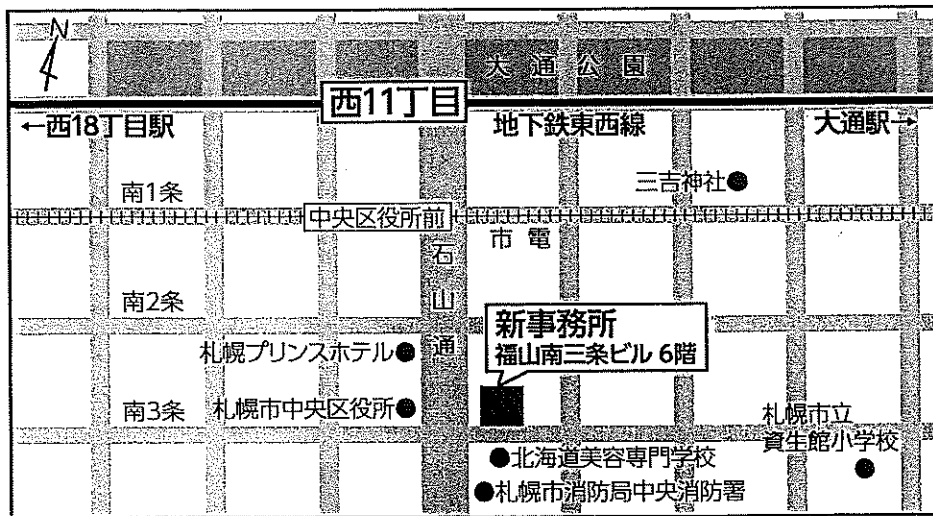 N
大通公園
西11丁目
←西18丁目駅
地下鉄東西線
大通駅→
三吉神社
南1条
中央区役所前
市電
石山通
南2条
新事務所
福山南三条ビル 6階
札幌プリンスホテル
南3条
札幌市中央区役所
札幌市立
資生館小学校
北海道美容専門学校
札幌市消防局中央消防署